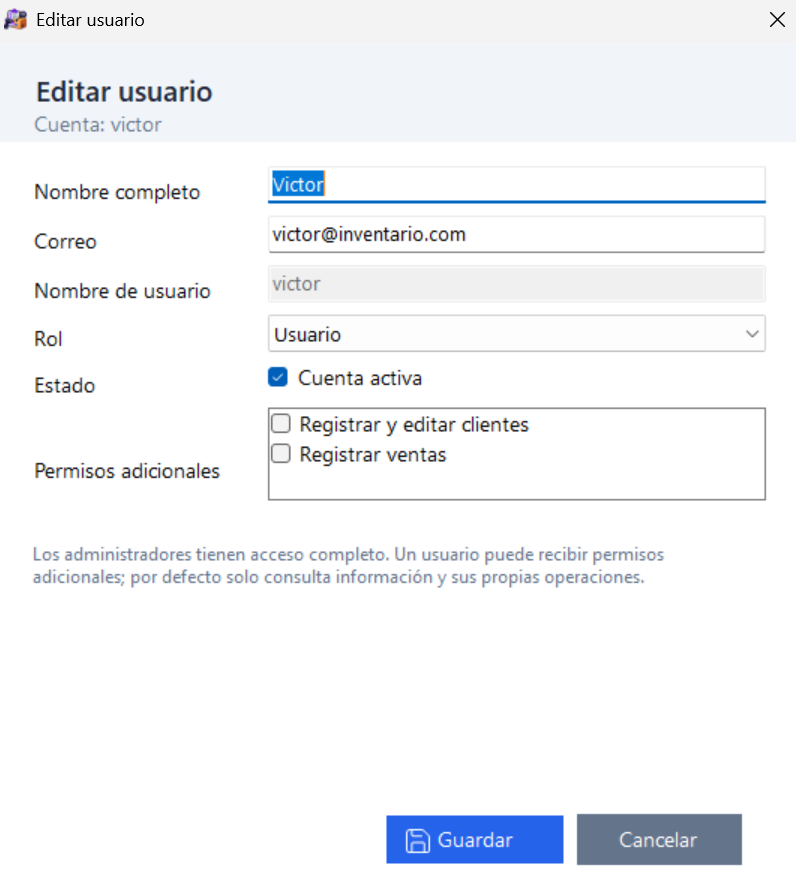 Editar usuario
Editar usuario
Cuenta: victor
Nombre completo
Victor
Correo
victor@inventario.com
Nombre de usuario
victor
Rol
Usuario
Estado
Cuenta activa
Permisos adicionales
Registrar y editar clientes
Registrar ventas
Los administradores tienen acceso completo. Un usuario puede recibir permisos
adicionales; por defecto solo consulta información y sus propias operaciones.
Guardar
Cancelar